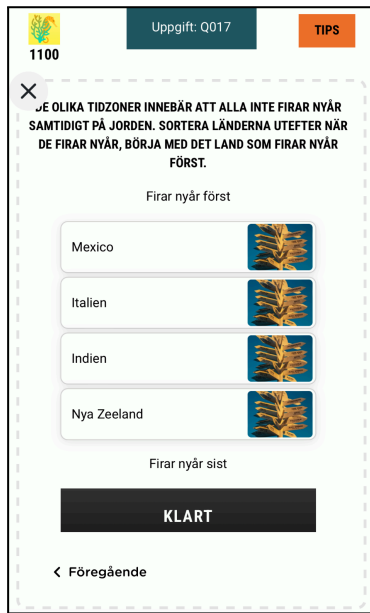 Uppgift: Q017
TIPS
1100
DE OLIKA TIDZONER INNEBÄR ATT ALLA INTE FIRAR NYÅR
SAMTIDIGT PÅ JORDEN. SORTERA LÄNDERNA UTEFTER NÄR
DE FIRAR NYÅR, BÖRJA MED DET LAND SOM FIRAR NYÅR
FÖRST.
Firar nyår först
Mexico
Italien
Indien
Nya Zeeland
Firar nyår sist
KLART
Föregående